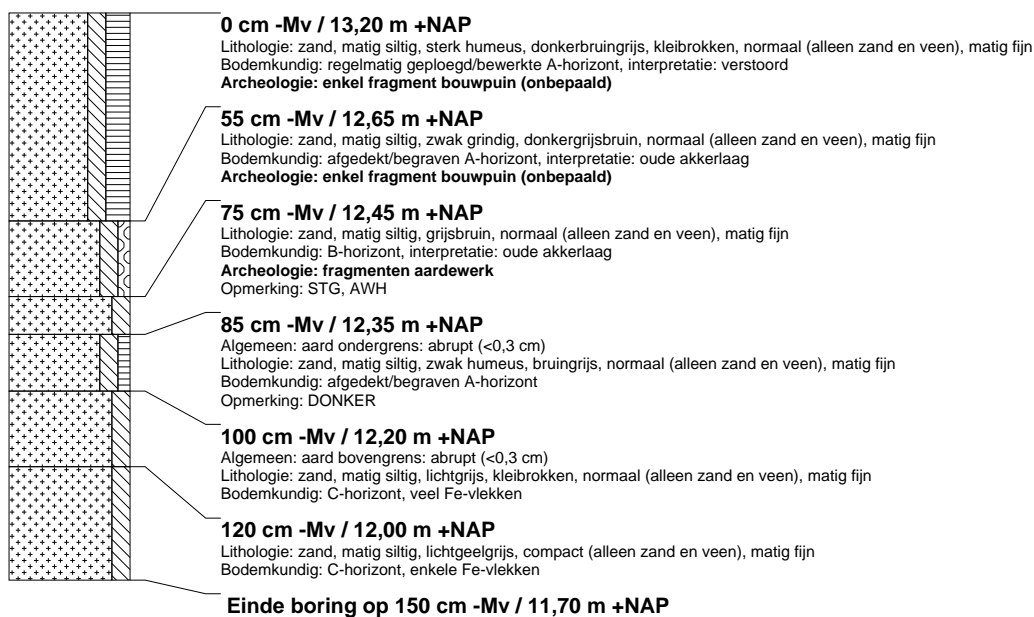 0 cm -Mv / 13,20 m +NAP
Lithologie: zand, matig siltig, sterk humeus, donkerbruingrijs, kleibrokken, normaal (alleen zand en veen), matig fijn
Bodemkundig: regelmatig geploegd/bewerkte A-horizont, interpretatie: verstoord
Archeologie: enkel fragment bouwpuin (onbepaald)
55 cm -Mv / 12,65 m +NAP
Lithologie: zand, matig siltig, zwak grindig, donkergrijsbruin, normaal (alleen zand en veen), matig fijn
Bodemkundig: afgedekt/begraven A-horizont, interpretatie: oude akkerlaag
Archeologie: enkel fragment bouwpuin (onbepaald)
75 cm -Mv / 12,45 m +NAP
Lithologie: zand, matig siltig, grijsbruin, normaal (alleen zand en veen), matig fijn
Bodemkundig: B-horizont, interpretatie: oude akkerlaag
Archeologie: fragmenten aardewerk
Opmerking: STG, AWH
85 cm -Mv / 12,35 m +NAP
Algemeen: aard ondergrens: abrupt (<0,3 cm)
Lithologie: zand, matig siltig, zwak humeus, bruingrijs, normaal (alleen zand en veen), matig fijn
Bodemkundig: afgedekt/begraven A-horizont
Opmerking: DONKER
100 cm -Mv / 12,20 m +NAP
Algemeen: aard bovengrens: abrupt (<0,3 cm)
Lithologie: zand, matig siltig, lichtgrijs, kleibrokken, normaal (alleen zand en veen), matig fijn
Bodemkundig: C-horizont, veel Fe-vlekken
120 cm -Mv / 12,00 m +NAP
Lithologie: zand, matig siltig, lichtgeelgrijs, compact (alleen zand en veen), matig fijn
Bodemkundig: C-horizont, enkele Fe-vlekken
Einde boring op 150 cm -Mv / 11,70 m +NAP